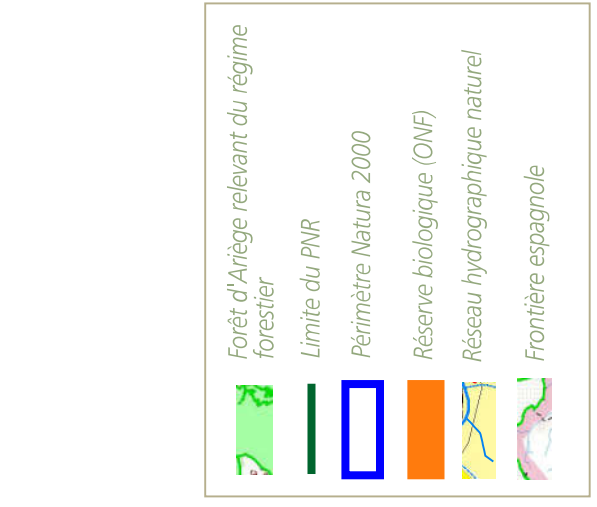 Forêt d'Ariège relevant du régime
forestier
Limite du PNR
Périmètre Natura 2000
Réserve biologique (ONF)
Réseau hydrographique naturel
Frontière espagnole